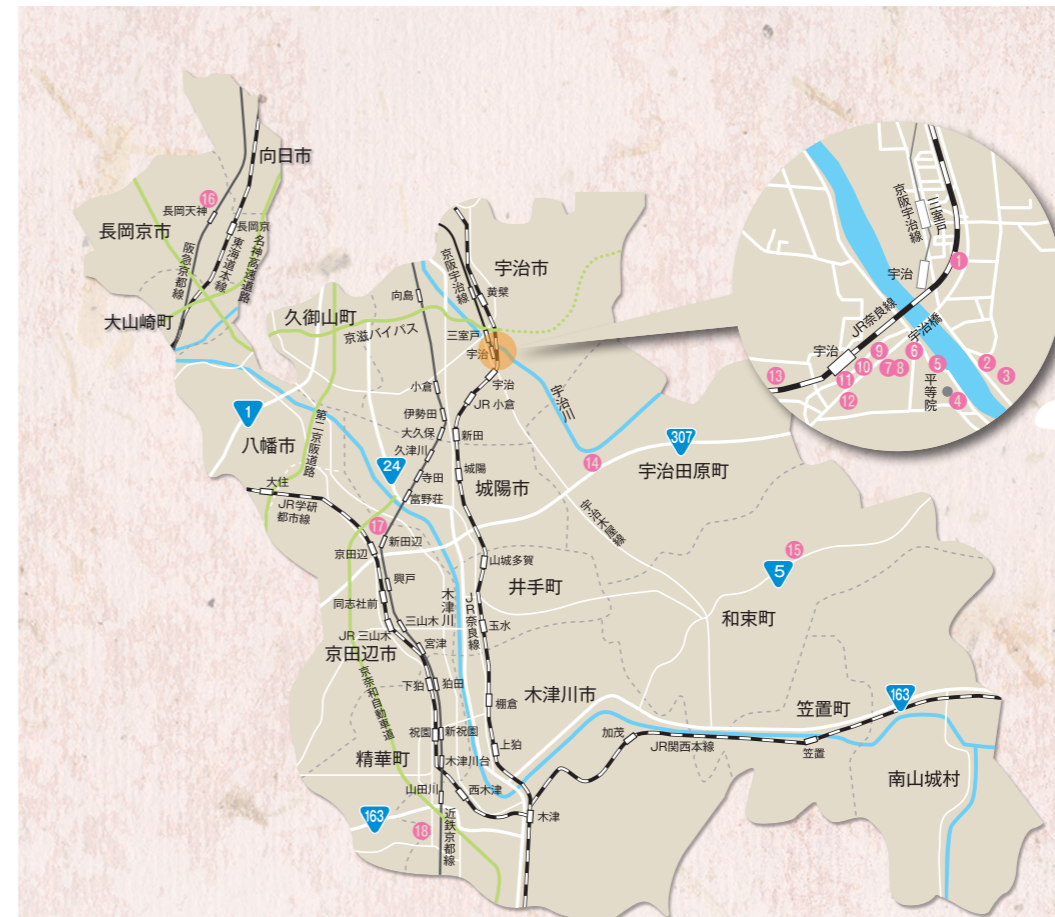 向日市
⑯
長岡天神
長岡京市
長岡京
阪急京都線
東海道本線
名神高速道路
大山崎町
京阪宇治線
三室戸
宇治
①
JR奈良線
宇治橋
宇治
⑨
⑥
⑤
②
③
⑬
⑪
⑩
⑦
⑧
⑫
平等院
④
宇治市
京阪宇治線
黄檗
向島
久御山町
京滋バイパス
三室戸
宇治
宇治
小倉
JR 小倉
宇治川
1
八幡市
第二京阪道路
伊勢田
大久保
新田
久津川
24
寺田
城陽
城陽市
富野荘
307
⑭
宇治田原町
宇治木屋線
大住
JR学研
都市線
⑰
新田辺
京田辺
興戸
同志社前
山城多賀
井手町
木津川
JR奈良線
玉水
⑮
5
和束町
三山木
JR 三山木
宮津
京田辺市
京奈和自動車道
下狛
狛田
棚倉
木津川市
祝園
新祝園
上狛
加茂
JR関西本線
笠置町
163
笠置
精華町
木津川台
山田川
西木津
木津
南山城村
163
⑱
近鉄京都線